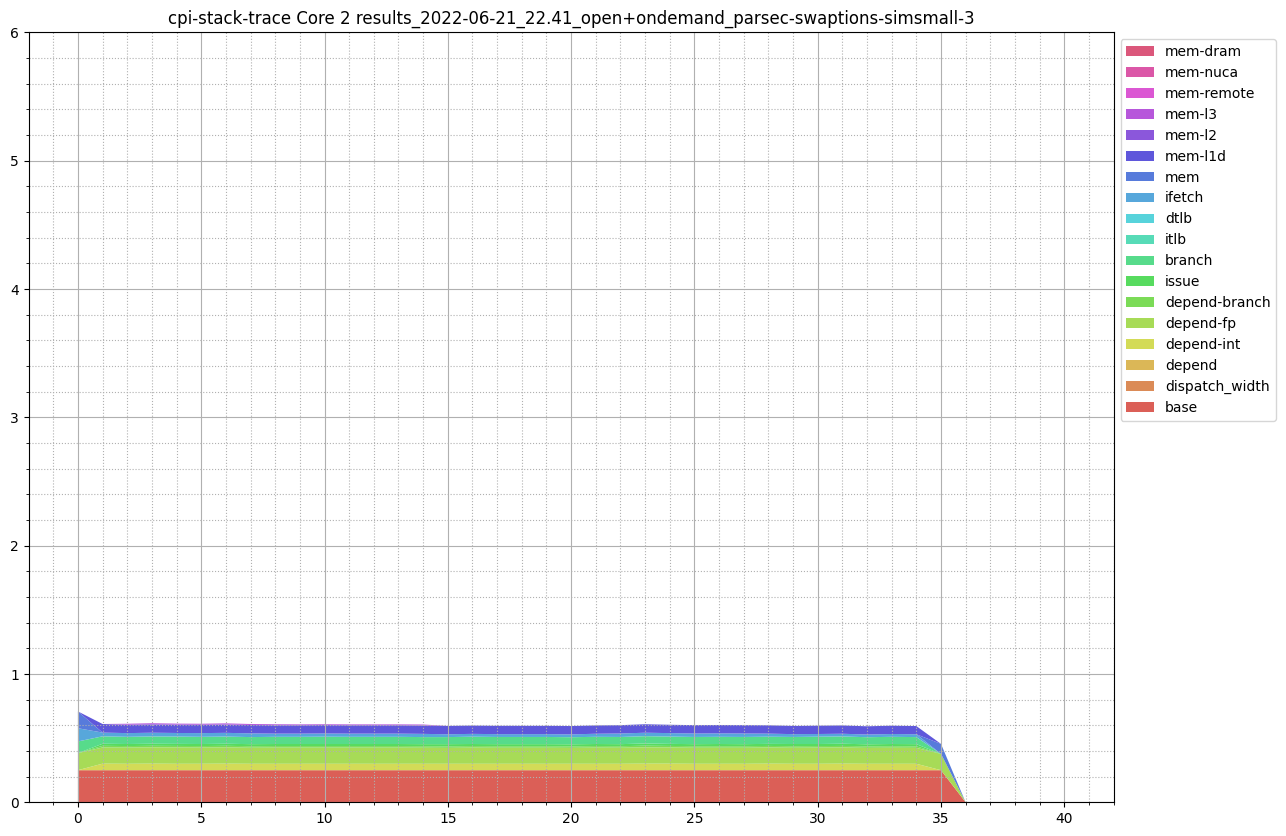 cpi-stack-trace Core 2 results_2022-06-21_22.41_open+ondemand_parsec-swaptions-simsmall-3
6
5
4
3
2
1
0
0 5 10 15 20 25 30 35 40
mem-dram
mem-nuca
mem-remote
mem-l3
mem-l2
mem-l1d
mem
ifetch
dtlb
itlb
branch
issue
depend-branch
depend-fp
depend-int
depend
dispatch_width
base